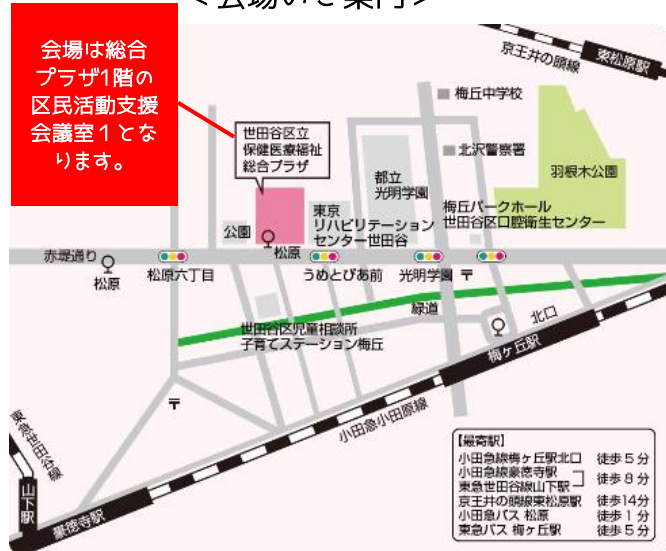 <会場のご案内>
会場は総合
プラザ1階の
区民活動支援
会議室1とな
ります。
京王井の頭線
東松原駅
梅丘中学校
世田谷区立
保健医療福祉
総合プラザ
北沢警察署
羽根木公園
都立
光明学園
梅丘パークホール
世田谷区口腔衛生センター
東京
リハビリテーション
センター世田谷
公園
松原
赤堤通り
松原
松原六丁目
うめとぴあ前
光明学園
〒
緑道
北口
世田谷区児童相談所
子育てステーション梅丘
梅ヶ丘駅
〒
小田急小田原線
東急世田谷線
山下駅
豪徳寺駅
【最寄駅】
小田急線梅ヶ丘駅北口 徒歩5分
小田急線豪徳寺駅
東急世田谷線山下駅 徒歩8分
京王井の頭線東松原駅 徒歩14分
小田急バス 松原 徒歩1分
東急バス 梅ヶ丘駅 徒歩5分